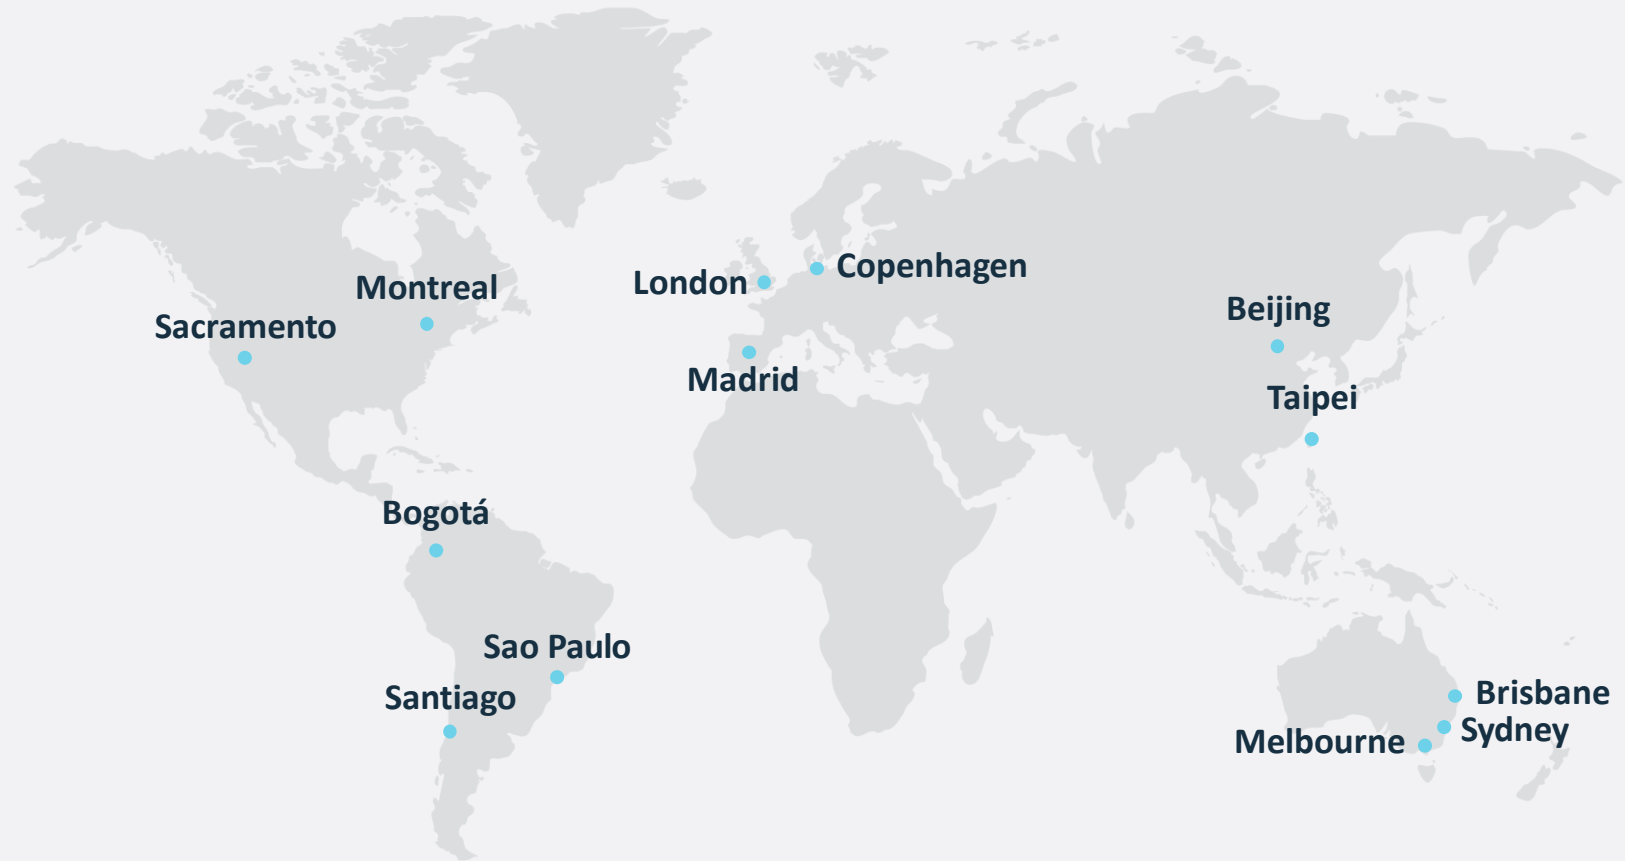 Copenhagen
London
Montreal
Beijing
Sacramento
Madrid
Taipei
Bogotá
Sao Paulo
Santiago
Brisbane
Sydney
Melbourne